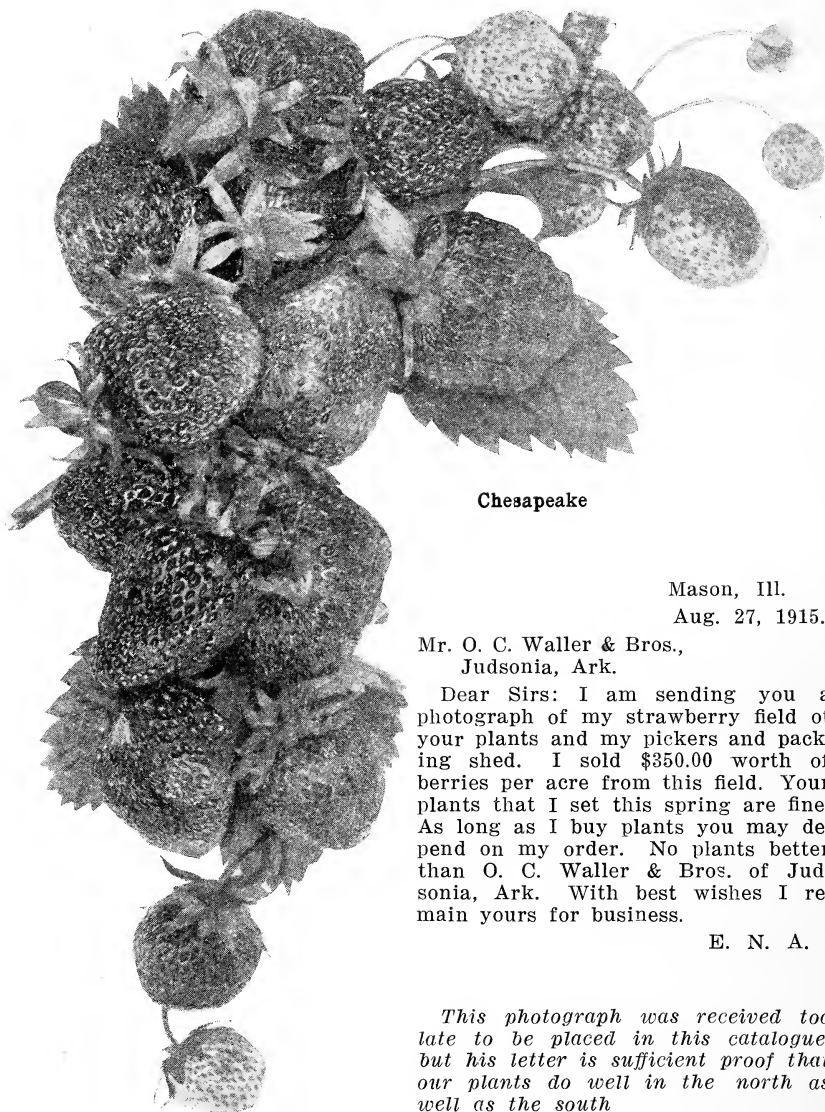 Chesapeake
Mason, Ill.
Aug. 27, 1915.
Mr. O. C. Waller & Bros.,
Judsonia, Ark.
Dear Sirs: I am sending you a
photograph of my strawberry field of
your plants and my pickers and pack
ing shed. I sold $350.00 worth of
berries per acre from this field. Your
plants that I set this spring are fine
As long as I buy plants you may de
pend on my order. No plants better
than O. C. Waller & Bros. of Jud
sonia, Ark. With best wishes I re
main yours for business.
E. N. A.
This photograph was received too
late to be placed in this catalogue
but his letter is sufficient proof that
our plants do well in the north as
well as the south